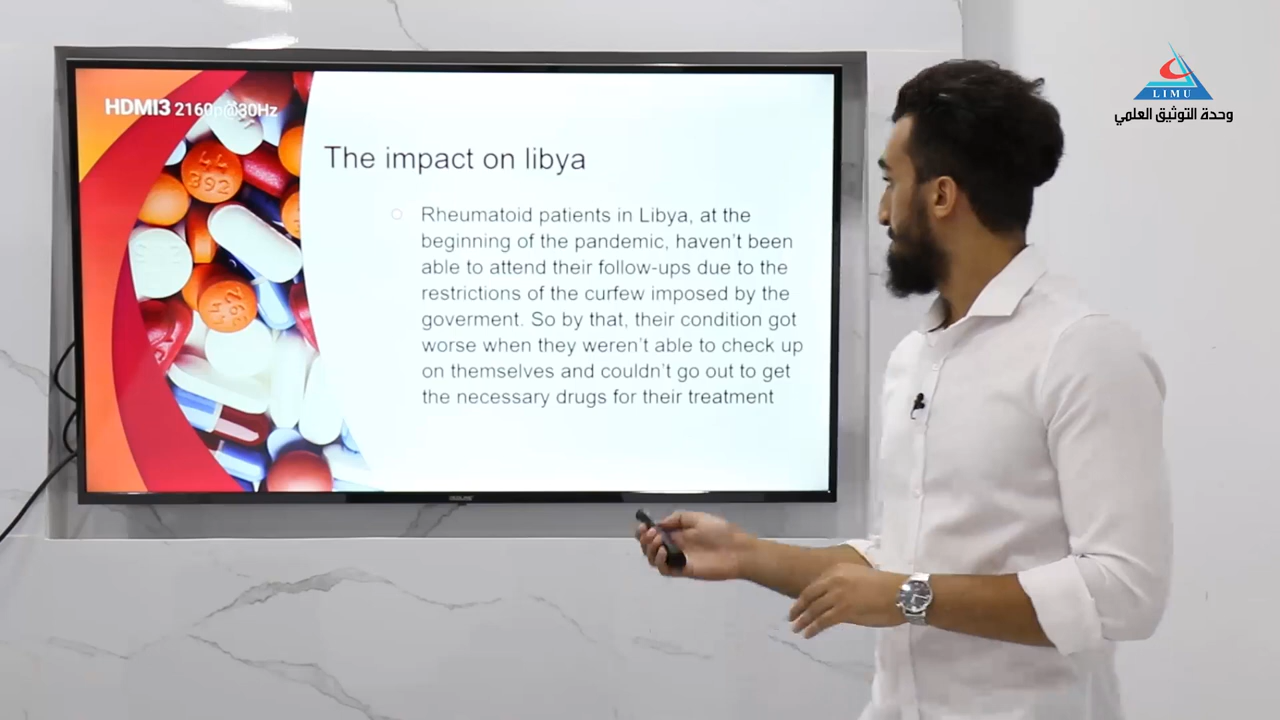 HDMI3 2160p@30Hz
The impact on libya
Rheumatoid patients in Libya, at the
beginning of the pandemic, haven't been
able to attend their follow-ups due to the
restrictions of the curfew imposed by the
goverment. So by that, their condition got
worse when they weren't able to check up
on themselves and couldn't go out to get
the necessary drugs for their treatment
44
392
LIMU
وحدة التوثيق العلمي